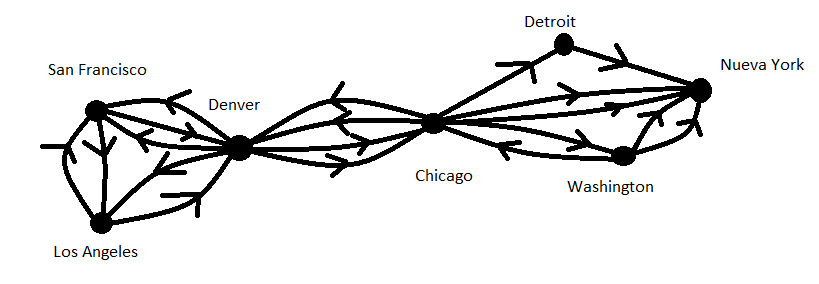 Detroit
San Francisco
Nueva York
Denver
Chicago
Washington
Los Angeles